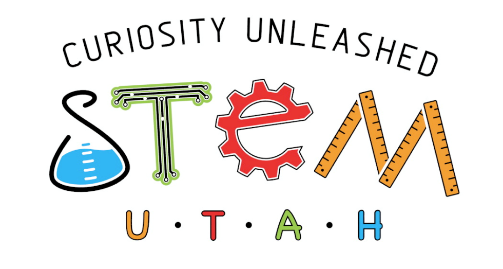 CURIOSITY UNLEASHED
STeM
U · T · A · H